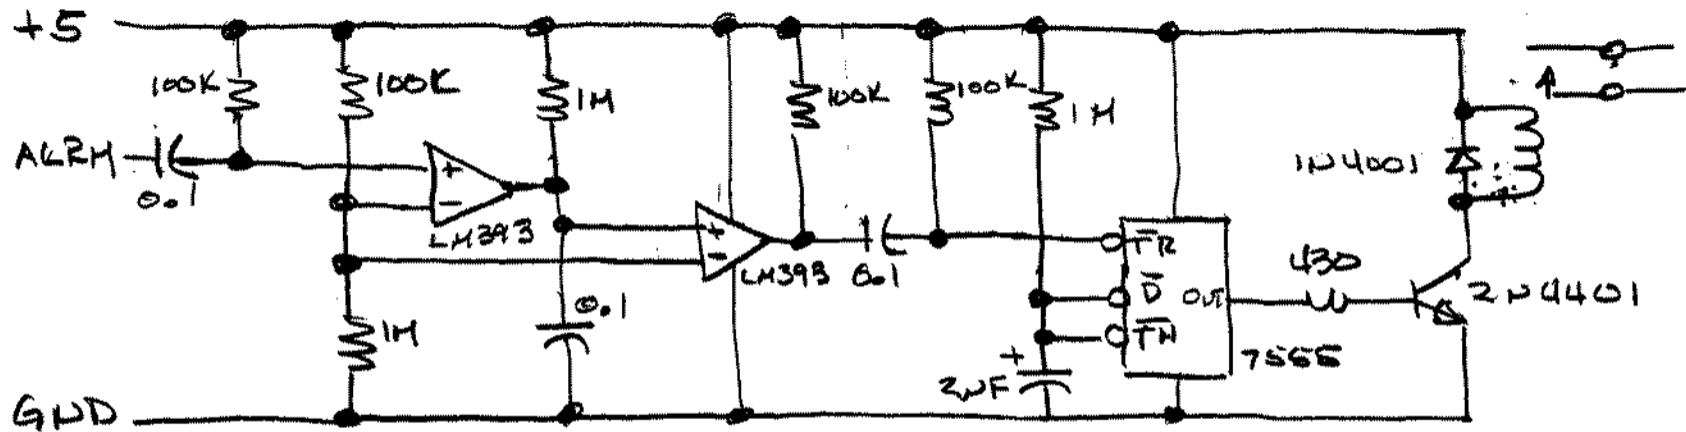 +5
100K
100K
1M
100K
100K
1M
ALRM
0.1
+
-
LM393
+
-
LM393
0.1
0.1
1M
TR
D
TH
OUT
7555
+
2µF
430
2N4401
1N4001
GND